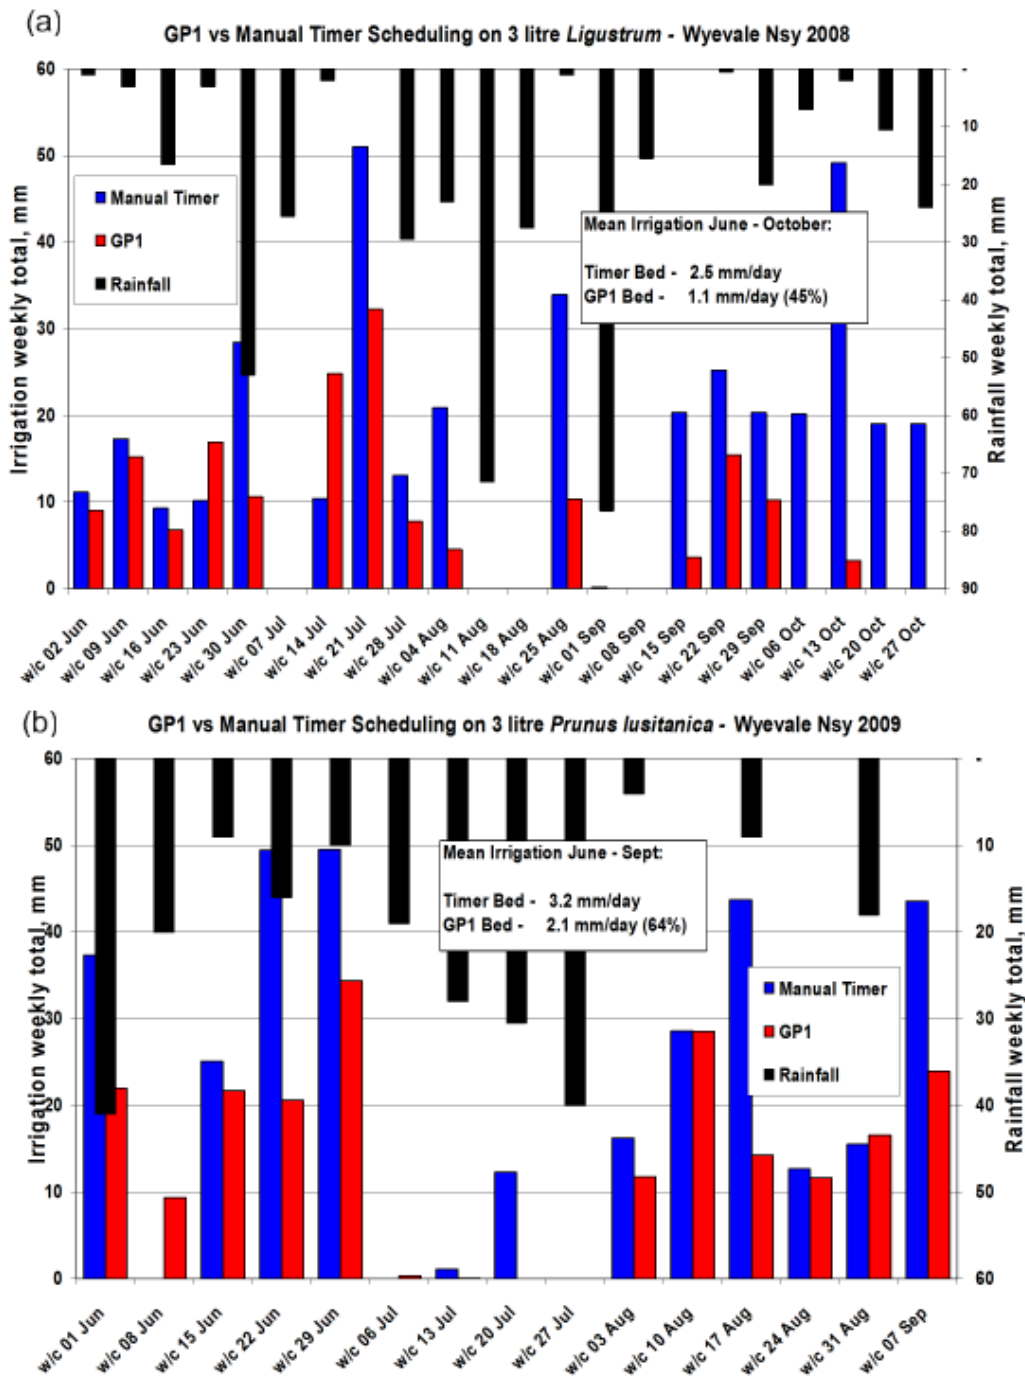 (a)
GP1 vs Manual Timer Scheduling on 3 litre Ligustrum - Wyevale Nsy 2008
Irrigation weekly total, mm
60
50
40
30
20
10
0
Manual Timer
GP1
Rainfall
Mean Irrigation June - October:
Timer Bed - 2.5 mm/day
GP1 Bed - 1.1 mm/day (45%)
-
10
20
30
40
50
60
70
80
90
Rainfall weekly total, mm
w/c 02 Jun
w/c 09 Jun
w/c 16 Jun
w/c 23 Jun
w/c 30 Jun
w/c 07 Jul
w/c 14 Jul
w/c 21 Jul
w/c 28 Jul
w/c 04 Aug
w/c 11 Aug
w/c 18 Aug
w/c 25 Aug
w/c 01 Sep
w/c 08 Sep
w/c 15 Sep
w/c 22 Sep
w/c 29 Sep
w/c 06 Oct
w/c 13 Oct
w/c 20 Oct
w/c 27 Oct
(b)
GP1 vs Manual Timer Scheduling on 3 litre Prunus lusitanica - Wyevale Nsy 2009
Irrigation weekly total, mm
60
50
40
30
20
10
0
Mean Irrigation June - Sept:
Timer Bed - 3.2 mm/day
GP1 Bed - 2.1 mm/day (64%)
Manual Timer
GP1
Rainfall
-
10
20
30
40
50
60
Rainfall weekly total, mm
w/c 01 Jun
w/c 08 Jun
w/c 15 Jun
w/c 22 Jun
w/c 29 Jun
w/c 06 Jul
w/c 13 Jul
w/c 20 Jul
w/c 27 Jul
w/c 03 Aug
w/c 10 Aug
w/c 17 Aug
w/c 24 Aug
w/c 31 Aug
w/c 07 Sep